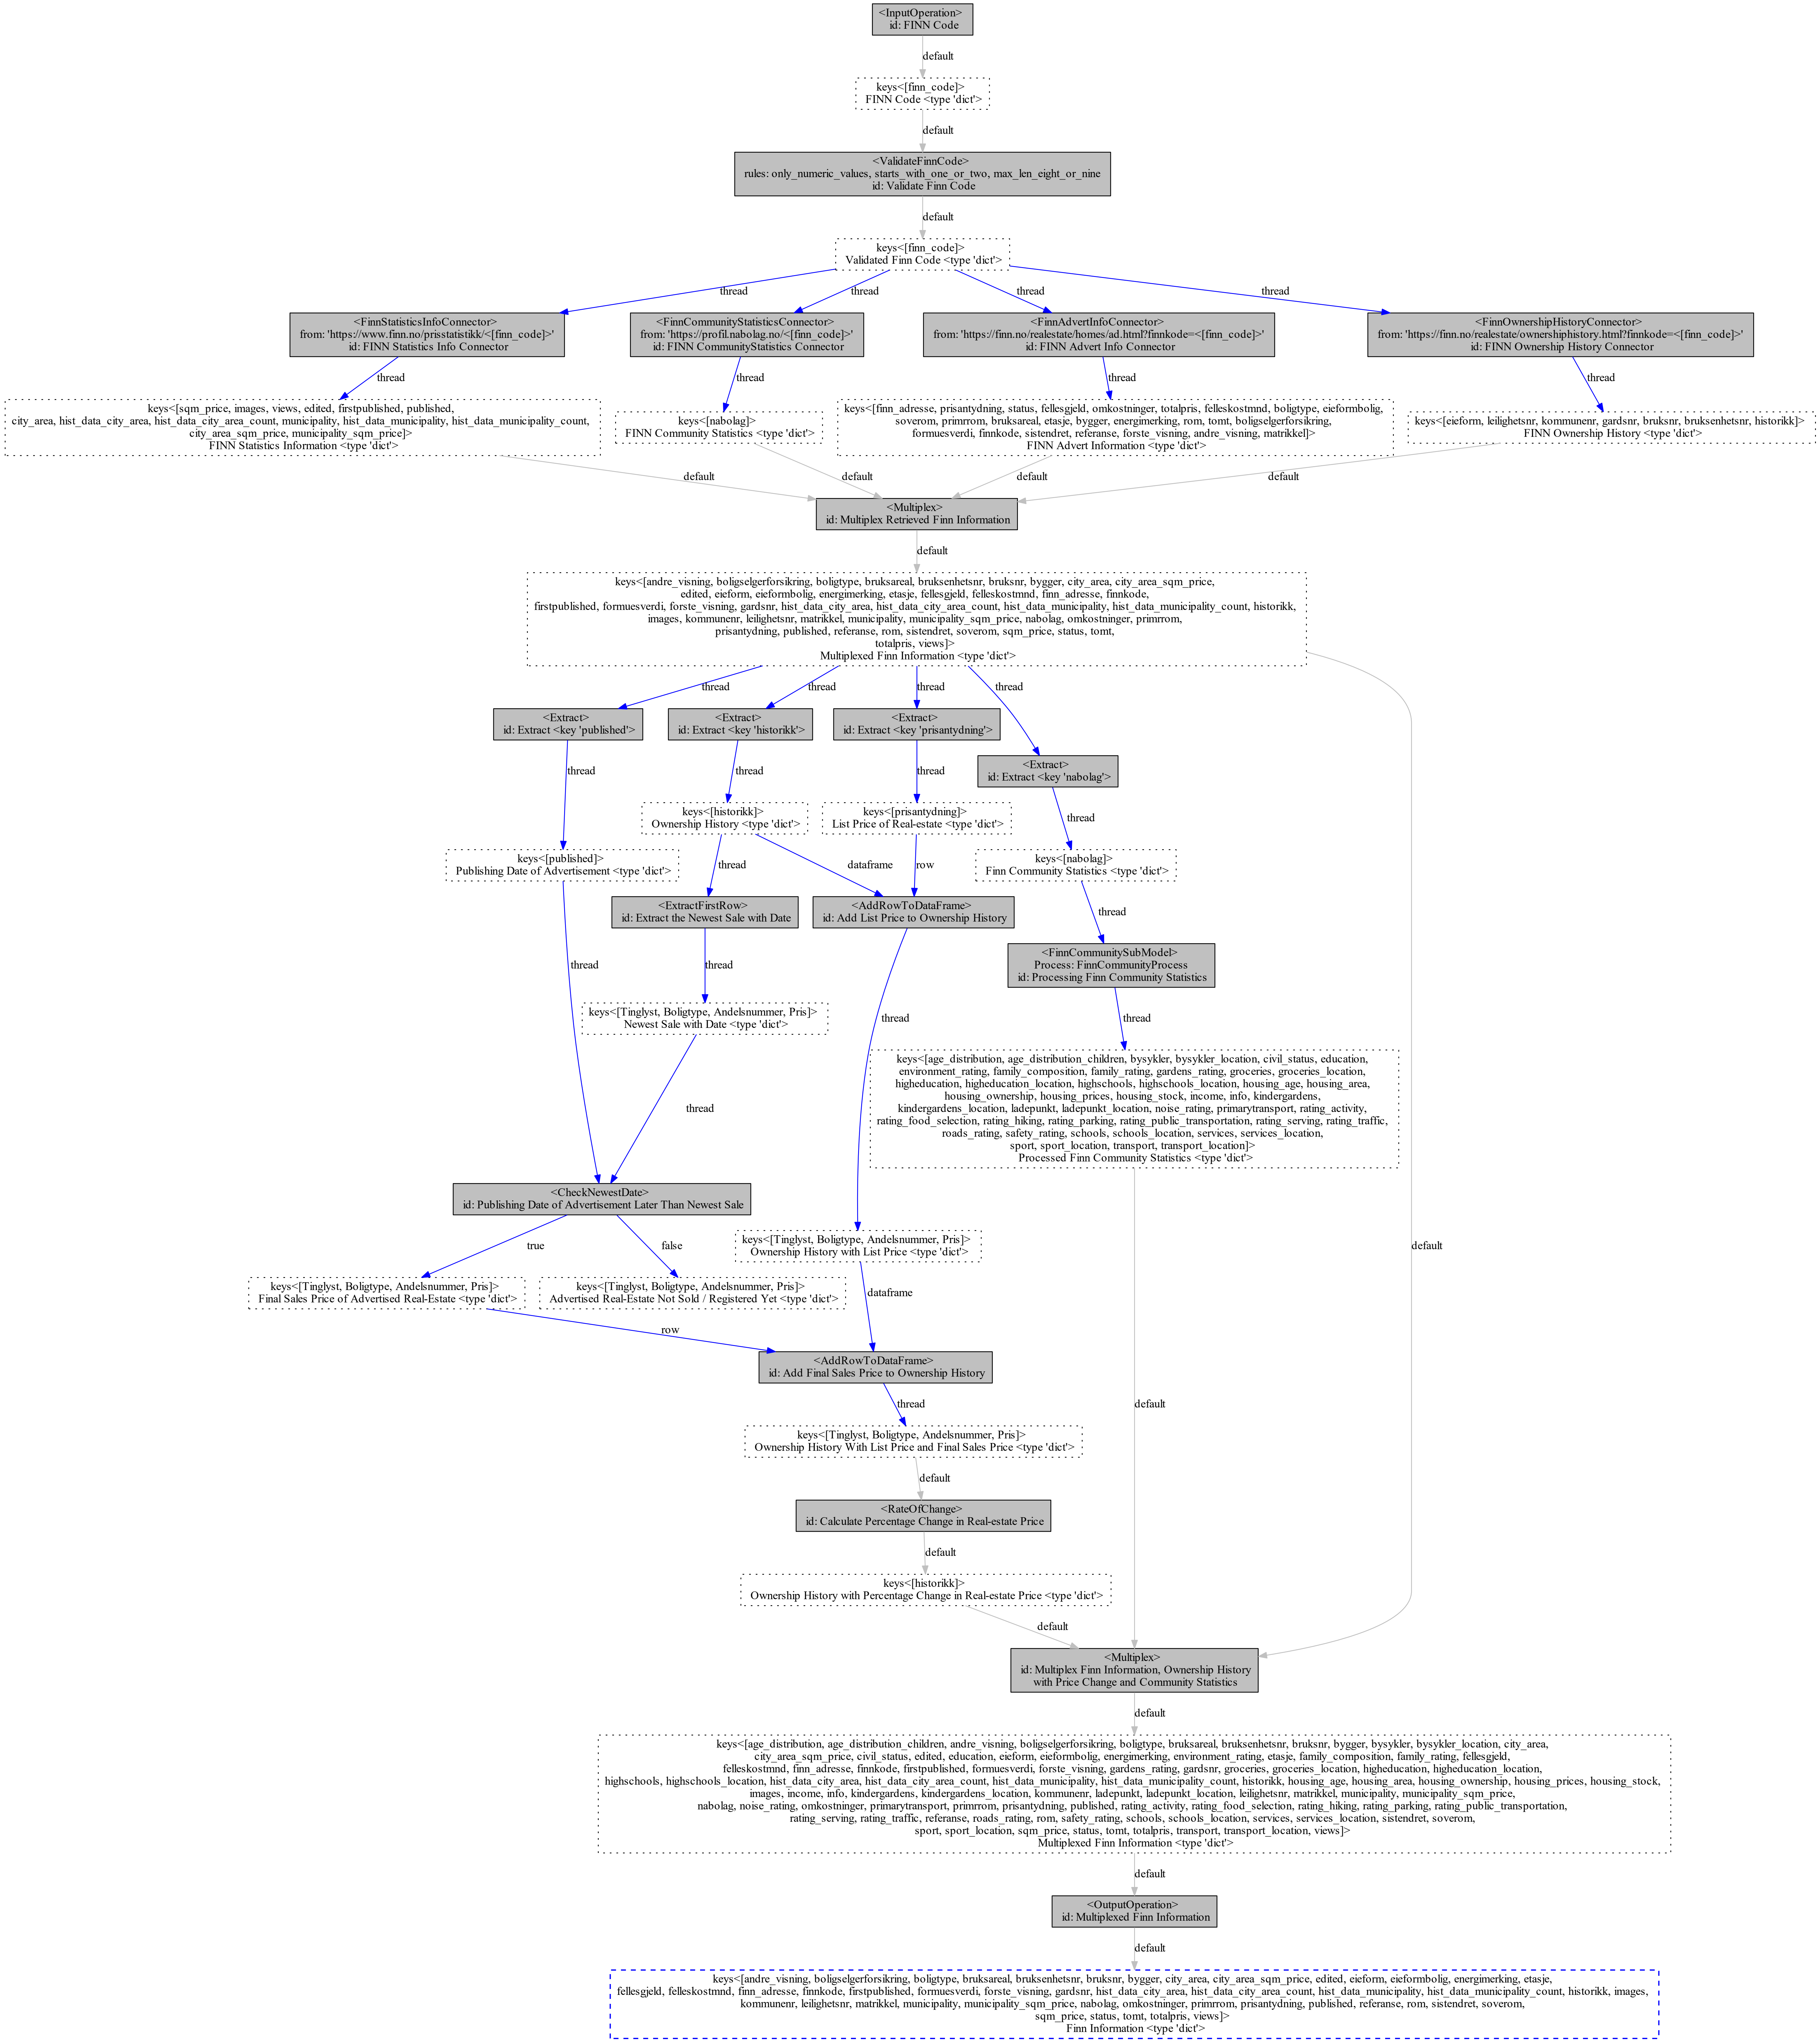 <InputOperation>
id: FINN Code
default
keys<[finn_code]>
FINN Code <type 'dict'>
default
<ValidateFinnCode>
rules: only_numeric_values, starts_with_one_or_two, max_len_eight_or_nine
id: Validate Finn Code
default
keys<[finn_code]>
Validated Finn Code <type 'dict'>
thread
thread
thread
thread
<FinnStatisticsInfoConnector>
from: 'https://www.finn.no/prisstatistikk/<[finn_code]>'
id: FINN Statistics Info Connector
<FinnCommunityStatisticsConnector>
from: 'https://profil.nabolag.no/<[finn_code]>'
id: FINN CommunityStatistics Connector
<FinnAdvertInfoConnector>
from: 'https://finn.no/realestate/homes/ad.html?finnkode=<[finn_code]>'
id: FINN Advert Info Connector
<FinnOwnershipHistoryConnector>
from: 'https://finn.no/realestate/ownershiphistory.html?finnkode=<[finn_code]>'
id: FINN Ownership History Connector
thread
thread
thread
thread
keys<[sqm_price, images, views, edited, firstpublished, published,
city_area, hist_data_city_area, hist_data_city_area_count, municipality, hist_data_municipality, hist_data_municipality_count,
city_area_sqm_price, municipality_sqm_price]>
FINN Statistics Information <type 'dict'>
keys<[nabolag]>
FINN Community Statistics <type 'dict'>
keys<[finn_adresse, prisantydning, status, fellesgjeld, omkostninger, totalpris, felleskostmnd, boligtype, eieformbolig,
soverom, primrrom, bruksareal, etasje, bygger, energimerking, rom, tomt, boligselgerforsikring,
formuesverdi, finnkode, sistendret, referanse, forste_visning, andre_visning, matrikkel]>
FINN Advert Information <type 'dict'>
keys<[eieform, leilighetsnr, kommunenr, gardsnr, bruksnr, bruksenhetsnr, historikk]>
FINN Ownership History <type 'dict'>
default
default
default
default
<Multiplex>
id: Multiplex Retrieved Finn Information
default
keys<[andre_visning, boligselgerforsikring, boligtype, bruksareal, bruksenhetsnr, bruksnr, bygger, city_area, city_area_sqm_price,
edited, eieform, eieformbolig, energimerking, etasje, fellesgjeld, felleskostmnd, finn_adresse, finnkode,
firstpublished, formuesverdi, forste_visning, gardsnr, hist_data_city_area, hist_data_city_area_count, hist_data_municipality, hist_data_municipality_count, historikk,
images, kommunenr, leilighetsnr, matrikkel, municipality, municipality_sqm_price, nabolag, omkostninger, primrrom,
prisantydning, published, referanse, rom, sistendret, soverom, sqm_price, status, tomt,
totalpris, views]>
Multiplexed Finn Information <type 'dict'>
thread
thread
thread
thread
<Extract>
id: Extract <key 'published'>
<Extract>
id: Extract <key 'historikk'>
<Extract>
id: Extract <key 'prisantydning'>
<Extract>
id: Extract <key 'nabolag'>
thread
thread
thread
thread
keys<[historikk]>
Ownership History <type 'dict'>
keys<[prisantydning]>
List Price of Real-estate <type 'dict'>
keys<[published]>
Publishing Date of Advertisement <type 'dict'>
thread
dataframe
row
keys<[nabolag]>
Finn Community Statistics <type 'dict'>
<ExtractFirstRow>
id: Extract the Newest Sale with Date
<AddRowToDataFrame>
id: Add List Price to Ownership History
thread
<FinnCommunitySubModel>
Process: FinnCommunityProcess
id: Processing Finn Community Statistics
thread
thread
keys<[Tinglyst, Boligtype, Andelsnummer, Pris]>
Newest Sale with Date <type 'dict'>
thread
thread
keys<[age_distribution, age_distribution_children, bysykler, bysykler_location, civil_status, education,
environment_rating, family_composition, family_rating, gardens_rating, groceries, groceries_location,
higheducation, higheducation_location, highschools, highschools_location, housing_age, housing_area,
housing_ownership, housing_prices, housing_stock, income, info, kindergardens,
kindergardens_location, ladepunkt, ladepunkt_location, noise_rating, primarytransport, rating_activity,
rating_food_selection, rating_hiking, rating_parking, rating_public_transportation, rating_serving, rating_traffic,
roads_rating, safety_rating, schools, schools_location, services, services_location,
sport, sport_location, transport, transport_location]>
Processed Finn Community Statistics <type 'dict'>
thread
<CheckNewestDate>
id: Publishing Date of Advertisement Later Than Newest Sale
true
false
keys<[Tinglyst, Boligtype, Andelsnummer, Pris]>
Ownership History with List Price <type 'dict'>
default
keys<[Tinglyst, Boligtype, Andelsnummer, Pris]>
Final Sales Price of Advertised Real-Estate <type 'dict'>
keys<[Tinglyst, Boligtype, Andelsnummer, Pris]>
Advertised Real-Estate Not Sold / Registered Yet <type 'dict'>
dataframe
row
<AddRowToDataFrame>
id: Add Final Sales Price to Ownership History
thread
default
keys<[Tinglyst, Boligtype, Andelsnummer, Pris]>
Ownership History With List Price and Final Sales Price <type 'dict'>
default
<RateOfChange>
id: Calculate Percentage Change in Real-estate Price
default
keys<[historikk]>
Ownership History with Percentage Change in Real-estate Price <type 'dict'>
default
<Multiplex>
id: Multiplex Finn Information, Ownership History
with Price Change and Community Statistics
default
keys<[age_distribution, age_distribution_children, andre_visning, boligselgerforsikring, boligtype, bruksareal, bruksenhetsnr, bruksnr, bygger, bysykler, bysykler_location, city_area,
city_area_sqm_price, civil_status, edited, education, eieform, eieformbolig, energimerking, environment_rating, etasje, family_composition, family_rating, fellesgjeld,
felleskostmnd, finn_adresse, finnkode, firstpublished, formuesverdi, forste_visning, gardens_rating, gardsnr, groceries, groceries_location, higheducation, higheducation_location,
highschools, highschools_location, hist_data_city_area, hist_data_city_area_count, hist_data_municipality, hist_data_municipality_count, historikk, housing_age, housing_area, housing_ownership, housing_prices, housing_stock,
images, income, info, kindergardens, kindergardens_location, kommunenr, ladepunkt, ladepunkt_location, leilighetsnr, matrikkel, municipality, municipality_sqm_price,
nabolag, noise_rating, omkostninger, primarytransport, primrrom, prisantydning, published, rating_activity, rating_food_selection, rating_hiking, rating_parking, rating_public_transportation,
rating_serving, rating_traffic, referanse, roads_rating, rom, safety_rating, schools, schools_location, services, services_location, sistendret, soverom,
sport, sport_location, sqm_price, status, tomt, totalpris, transport, transport_location, views]>
Multiplexed Finn Information <type 'dict'>
default
<OutputOperation>
id: Multiplexed Finn Information
default
keys<[andre_visning, boligselgerforsikring, boligtype, bruksareal, bruksenhetsnr, bruksnr, bygger, city_area, city_area_sqm_price, edited, eieform, eieformbolig, energimerking, etasje,
fellesgjeld, felleskostmnd, finn_adresse, finnkode, firstpublished, formuesverdi, forste_visning, gardsnr, hist_data_city_area, hist_data_city_area_count, hist_data_municipality, hist_data_municipality_count, historikk, images,
kommunenr, leilighetsnr, matrikkel, municipality, municipality_sqm_price, nabolag, omkostninger, primrrom, prisantydning, published, referanse, rom, sistendret, soverom,
sqm_price, status, tomt, totalpris, views]>
Finn Information <type 'dict'>